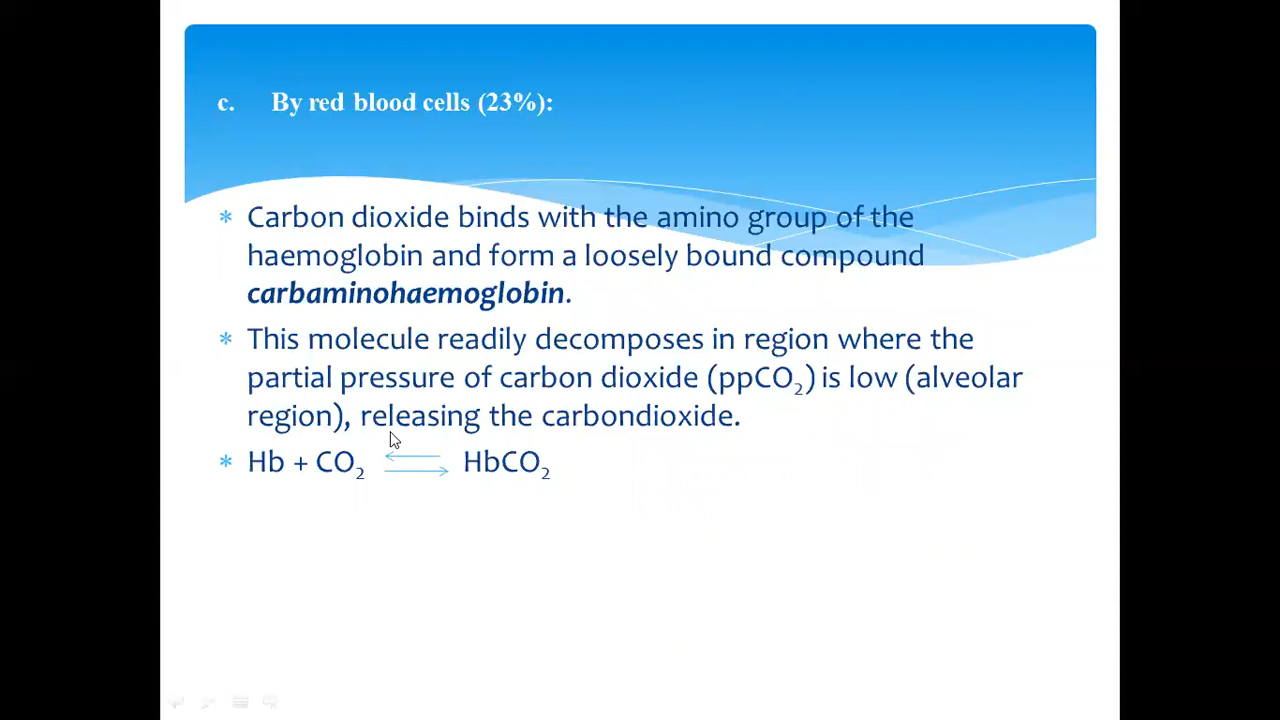 c. By red blood cells (23%):
* Carbon dioxide binds with the amino group of the
haemoglobin and form a loosely bound compound
carbaminohaemoglobin.
* This molecule readily decomposes in region where the
partial pressure of carbon dioxide (ppCO₂) is low (alveolar
region), releasing the carbondioxide.
* Hb + CO₂ ⇆ HbCO₂